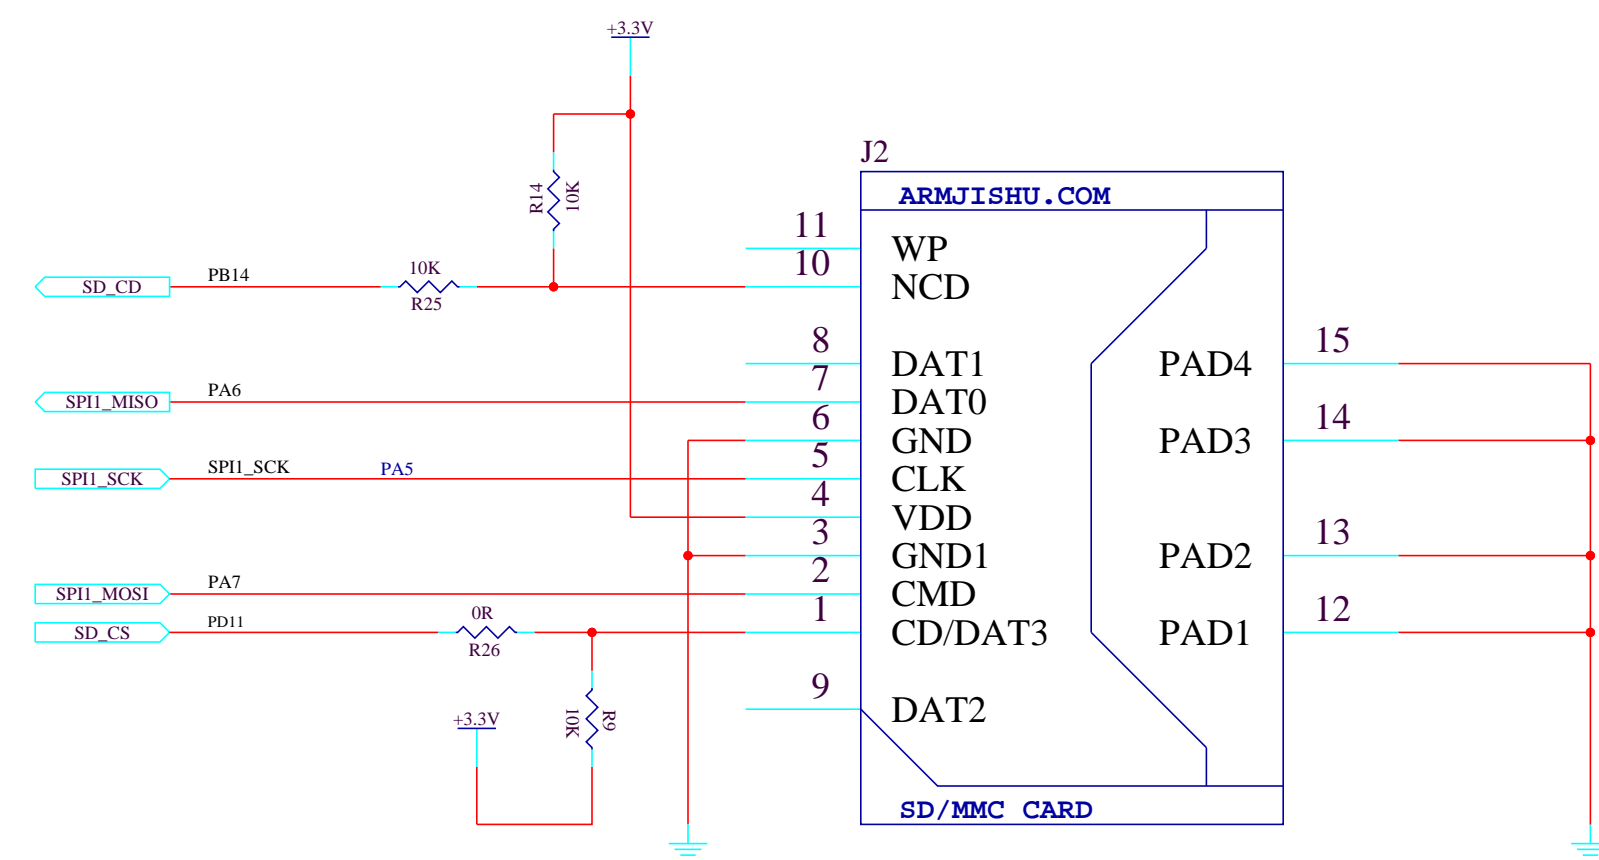 +3.3V
J2
ARMJISHU.COM
R14
10K
11
WP
10
NCD
SD_CD
PB14
10K
R25
8
DAT1
PAD4
15
SPI1_MISO
PA6
7
DAT0
6
GND
PAD3
14
SPI1_SCK
SPI1_SCK
PA5
5
CLK
4
VDD
3
GND1
PAD2
13
SPI1_MOSI
PA7
2
CMD
SD_CS
PD11
0R
R26
1
CD/DAT3
PAD1
12
9
DAT2
+3.3V
10K
R9
SD/MMC CARD